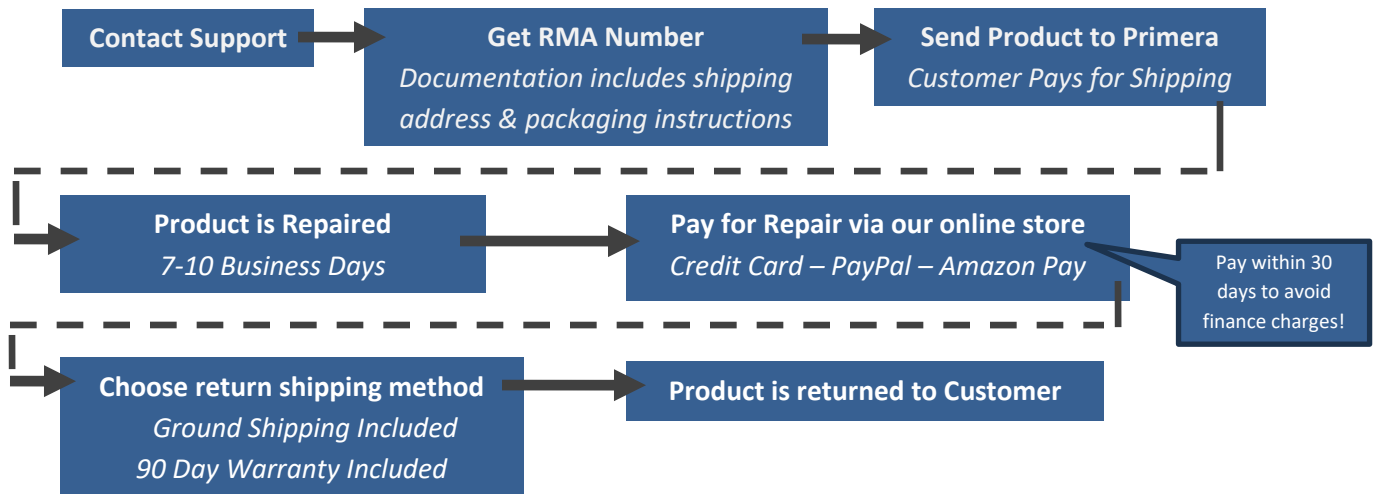 Contact Support
Get RMA Number
Documentation includes shipping
address & packaging instructions
Send Product to Primera
Customer Pays for Shipping
Product is Repaired
7-10 Business Days
Pay for Repair via our online store
Credit Card – PayPal – Amazon Pay
Pay within 30
days to avoid
finance charges!
Choose return shipping method
Ground Shipping Included
90 Day Warranty Included
Product is returned to Customer